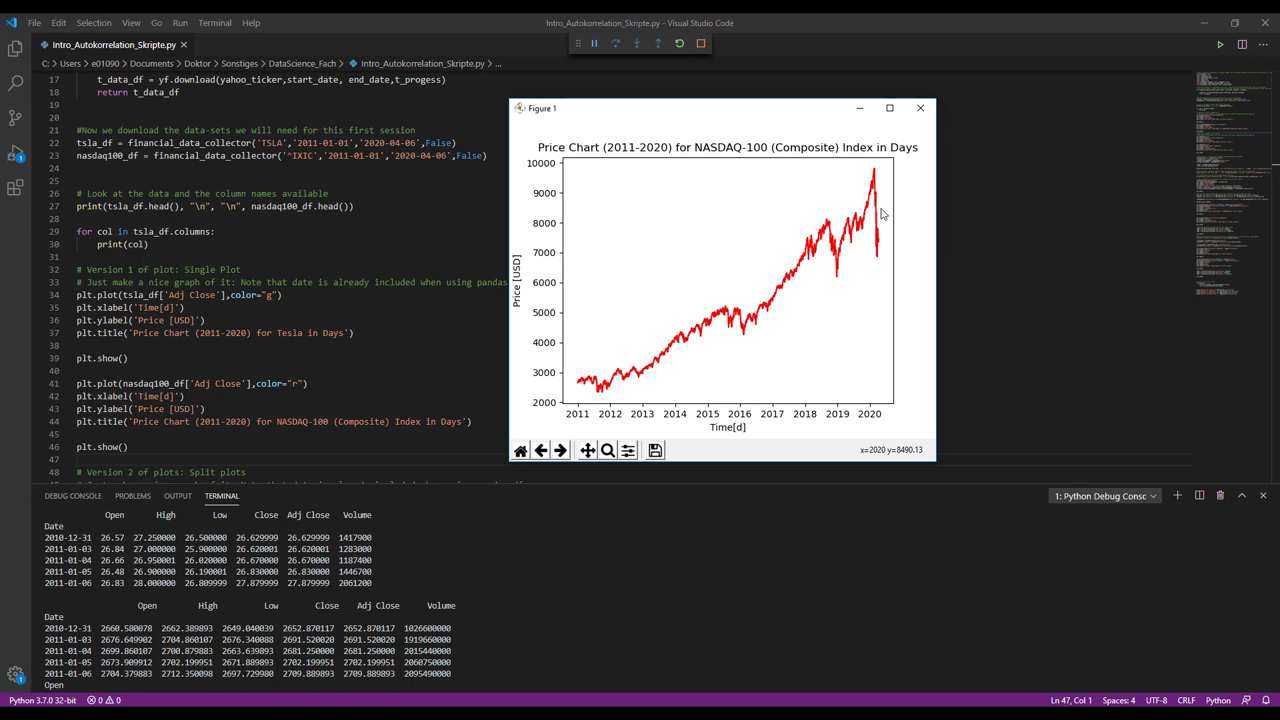 File Edit Selection View Go Run Terminal Help
Intro_Autokorrelation_Skripte.py - Visual Studio Code
Intro_Autokorrelation_Skripte.py
C: > Users > e01090 > Documents > Doktor > Sonstiges > DataScience_Fach > Intro_Autokorrelation_Skripte.py > ...
17 t_data_df = yf.download(yahoo_ticker,start_date, end_date,t_progess)
18 return t_data_df
19
20
21 #Now we download the data-sets we will need for this first session
22 tsla_df = financial_data_collector('TSLA','2011-01-01','2020-04-06',False)
23 nasdaq100_df = financial_data_collector('^IXIC','2011-01-01','2020-04-06',False)
24
25
26 # Look at the data and the column names available
27 print(tsla_df.head(), "\n", "\n", nasdaq100_df.head())
28
29 for col in tsla_df.columns:
30 print(col)
31
32 # Version 1 of plot: Single Plot
33 # Just make a nice graph of it: Note that date is already included when using pandas
34 plt.plot(tsla_df['Adj Close'],color="g")
35 plt.xlabel('Time[d]')
36 plt.ylabel('Price [USD]')
37 plt.title('Price Chart (2011-2020) for Tesla in Days')
38
39 plt.show()
40
41 plt.plot(nasdaq100_df['Adj Close'],color="r")
42 plt.xlabel('Time[d]')
43 plt.ylabel('Price [USD]')
44 plt.title('Price Chart (2011-2020) for NASDAQ-100 (Composite) Index in Days')
45
46 plt.show()
47
48 # Version 2 of plots: Split plots
Figure 1
Price Chart (2011-2020) for NASDAQ-100 (Composite) Index in Days
10000
9000
8000
7000
6000
5000
4000
3000
2000
Price [USD]
2011 2012 2013 2014 2015 2016 2017 2018 2019 2020
Time[d]
x=2020 y=8490.13
DEBUG CONSOLE PROBLEMS OUTPUT TERMINAL
1: Python Debug Consc
Open High Low Close Adj Close Volume
Date
2010-12-31 26.57 27.250000 26.500000 26.629999 26.629999 1417900
2011-01-03 26.84 27.000000 25.900000 26.620001 26.620001 1283000
2011-01-04 26.66 26.950001 26.020000 26.670000 26.670000 1187400
2011-01-05 26.48 26.900000 26.190001 26.830000 26.830000 1446700
2011-01-06 26.83 28.000000 26.809999 27.879999 27.879999 2061200
Open High Low Close Adj Close Volume
Date
2010-12-31 2660.580078 2662.389893 2649.040039 2652.870117 2652.870117 1026600000
2011-01-03 2676.649902 2704.860107 2676.340088 2691.520020 2691.520020 1919660000
2011-01-04 2699.860107 2700.879883 2663.639893 2681.250000 2681.250000 2015440000
2011-01-05 2673.909912 2702.199951 2671.889893 2702.199951 2702.199951 2060750000
2011-01-06 2704.379883 2712.350098 2697.729980 2709.889893 2709.889893 2095490000
Open
Python 3.7.0 32-bit 0 0
Ln 47, Col 1 Spaces: 4 UTF-8 CRLF Python